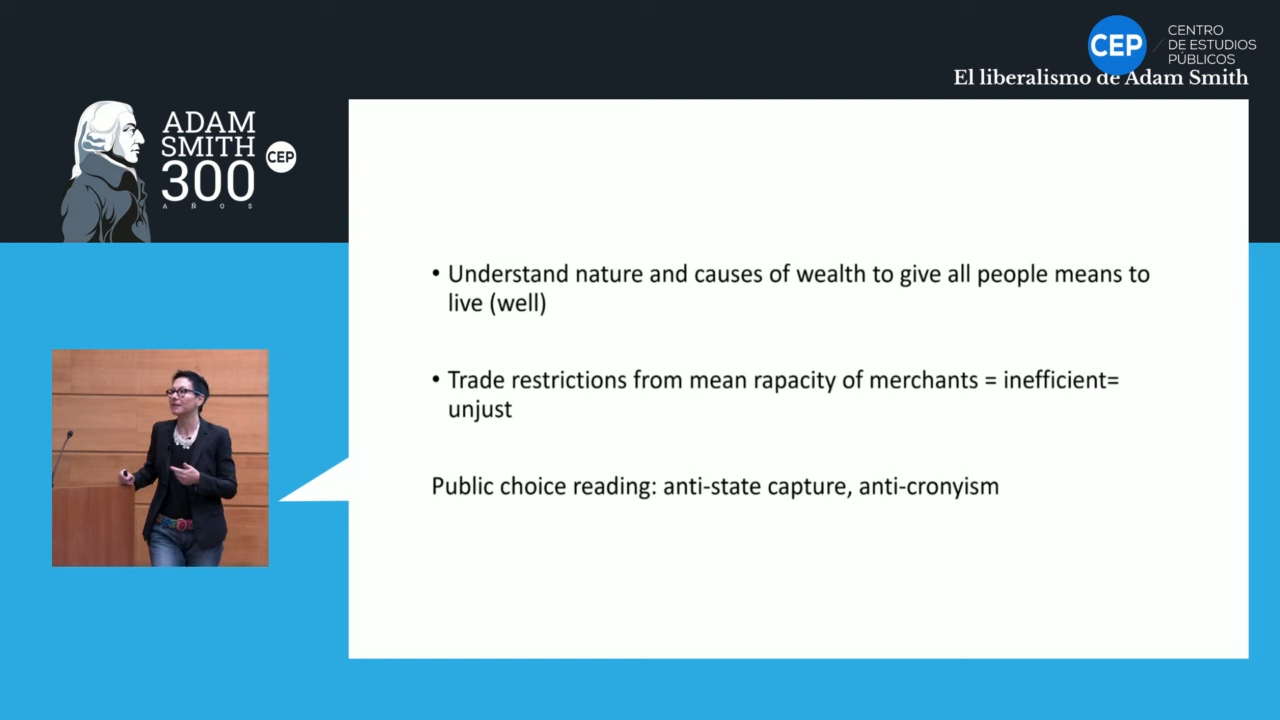 CEP
CENTRO
DE ESTUDIOS
PÚBLICOS
El liberalismo de Adam Smith
ADAM
SMITH
300
AÑOS
CEP
• Understand nature and causes of wealth to give all people means to
live (well)
• Trade restrictions from mean rapacity of merchants = inefficient=
unjust
Public choice reading: anti-state capture, anti-cronyism